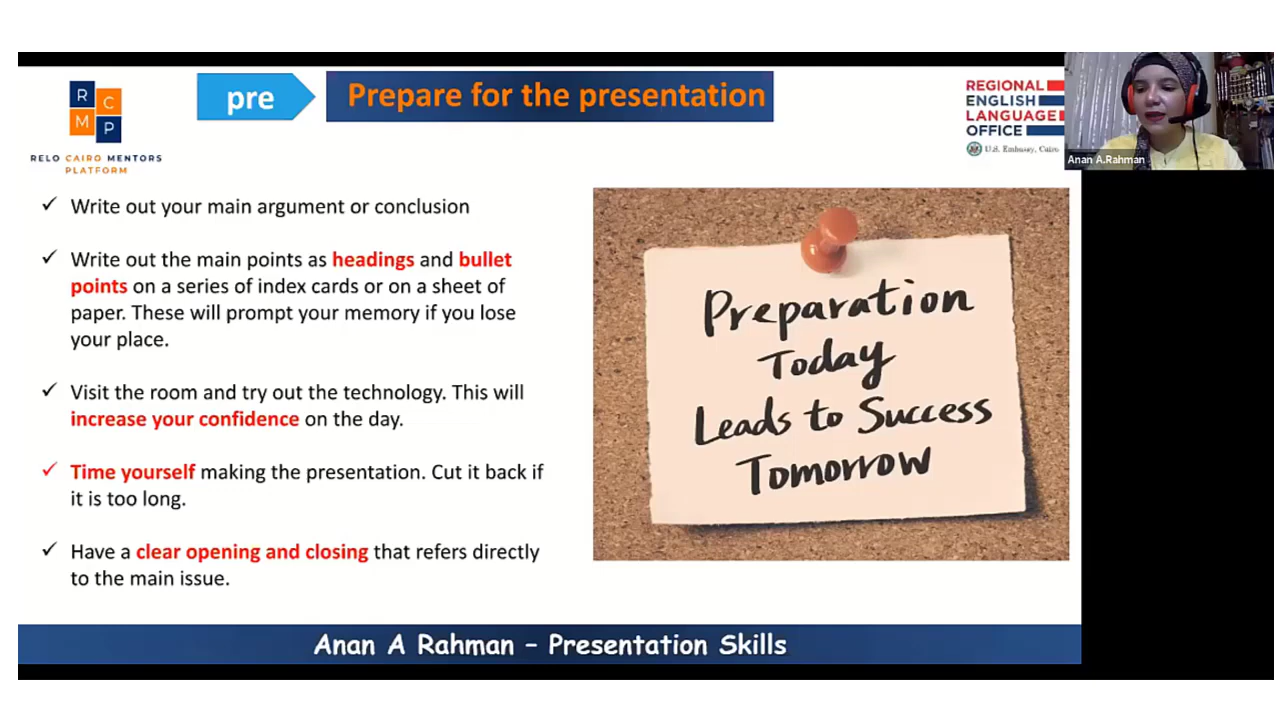 R
C
M
P
RELO CAIRO MENTORS
PLATFORM
pre
Prepare for the presentation
REGIONAL
ENGLISH
LANGUAGE
OFFICE
U.S. Embassy, Cairo
Anan A.Rahman
✓ Write out your main argument or conclusion
✓ Write out the main points as headings and bullet
points on a series of index cards or on a sheet of
paper. These will prompt your memory if you lose
your place.
✓ Visit the room and try out the technology. This will
increase your confidence on the day.
✓ Time yourself making the presentation. Cut it back if
it is too long.
✓ Have a clear opening and closing that refers directly
to the main issue.
Preparation
Today
Leads to Success
Tomorrow
Anan A Rahman – Presentation Skills